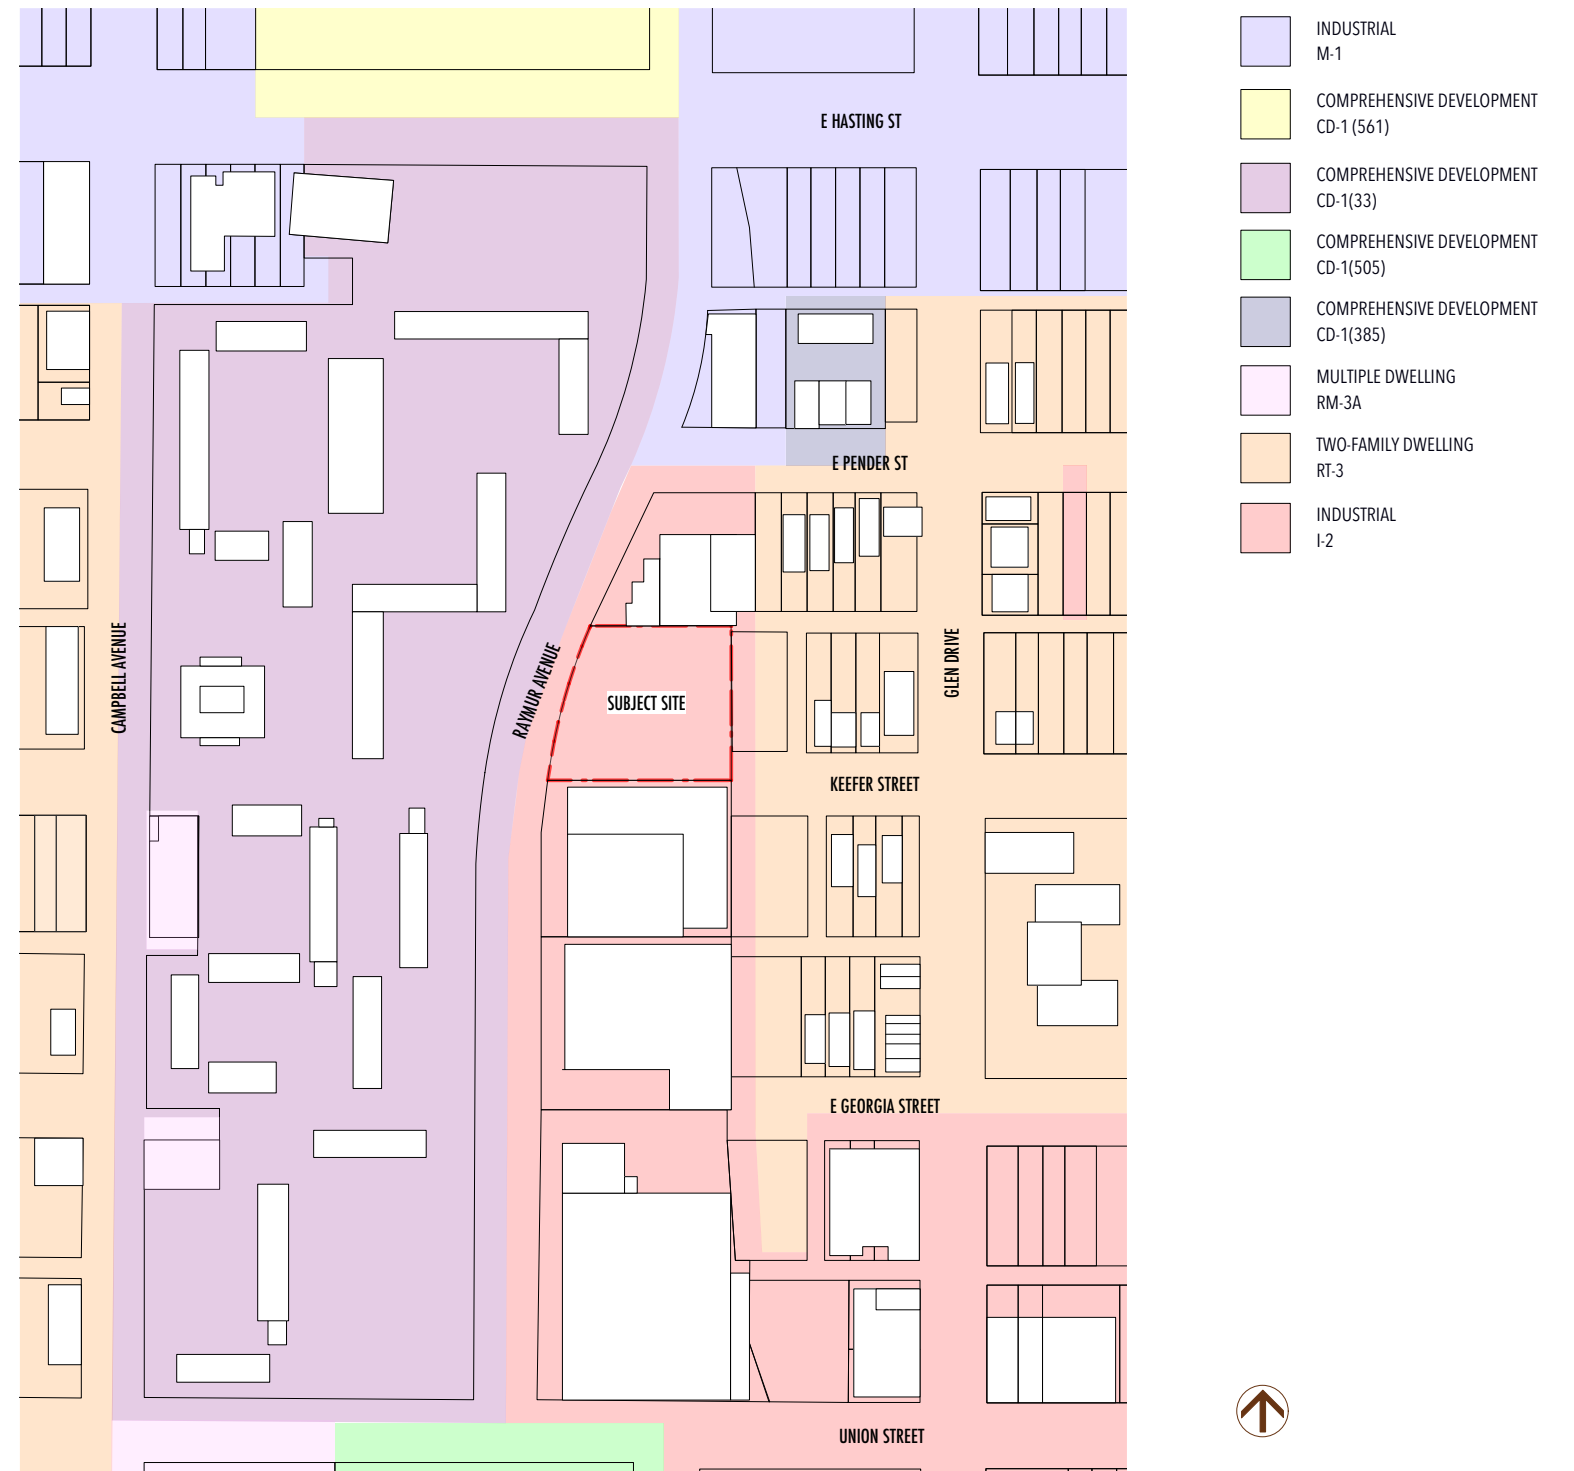 INDUSTRIAL
M-1
COMPREHENSIVE DEVELOPMENT
CD-1 (561)
COMPREHENSIVE DEVELOPMENT
CD-1(33)
COMPREHENSIVE DEVELOPMENT
CD-1(505)
COMPREHENSIVE DEVELOPMENT
CD-1(385)
MULTIPLE DWELLING
RM-3A
TWO-FAMILY DWELLING
RT-3
INDUSTRIAL
I-2
E HASTING ST
E PENDER ST
CAMPBELL AVENUE
RAYMUR AVENUE
SUBJECT SITE
GLEN DRIVE
KEEFER STREET
E GEORGIA STREET
UNION STREET